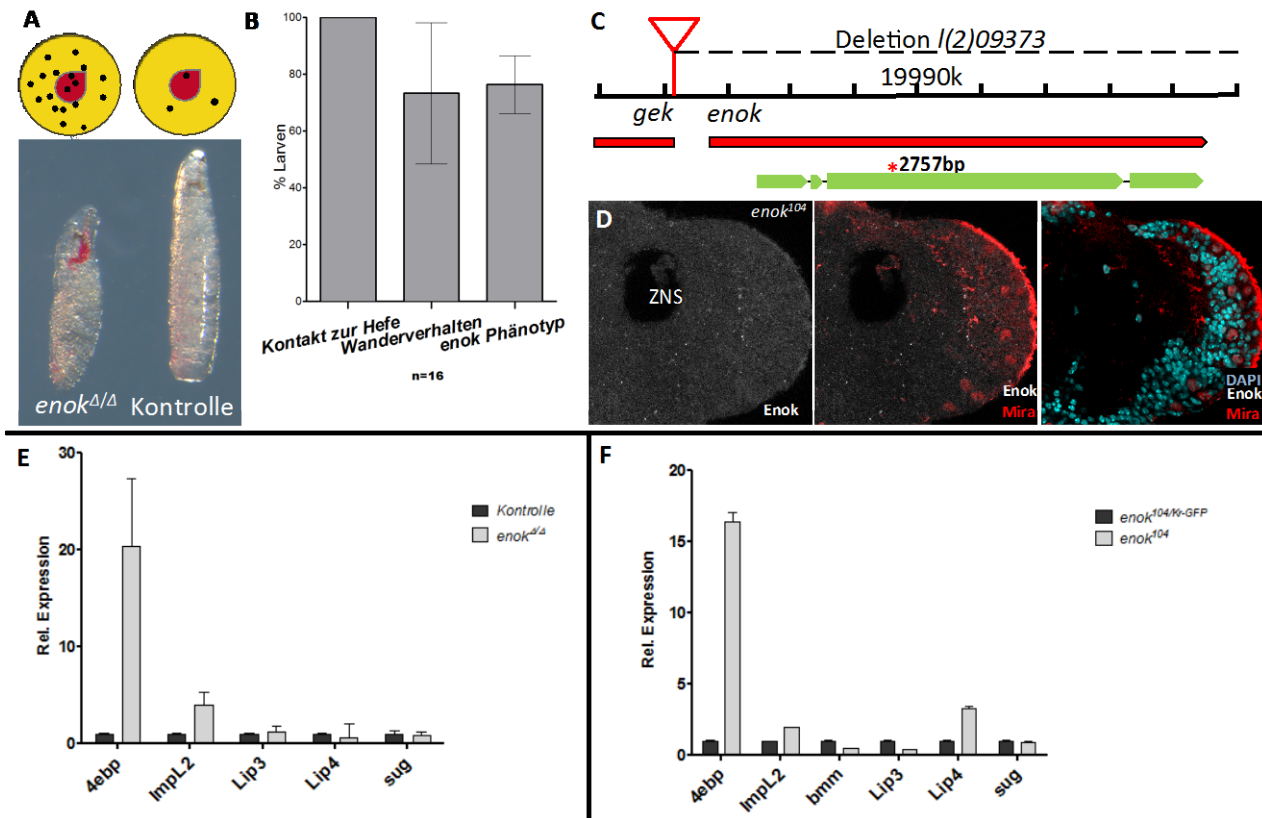 A
enok^Δ/Δ Kontrolle
B
% Larven
100
80
60
40
20
0
Kontakt zur Hefe
Wanderverhalten
enok Phänotyp
n=16
C
Deletion l(2)09373
19990k
gek enok
*2757bp
D
enok^104
ZNS
Enok
Enok
Mira
DAPI
Enok
Mira
E
Rel. Expression
30
20
10
0
4ebp
ImpL2
Lip3
Lip4
sug
Kontrolle
enok^Δ/Δ
F
Rel. Expression
20
15
10
5
0
4ebp
ImpL2
bmm
Lip3
Lip4
sug
enok^104/Kr-GFP
enok^104